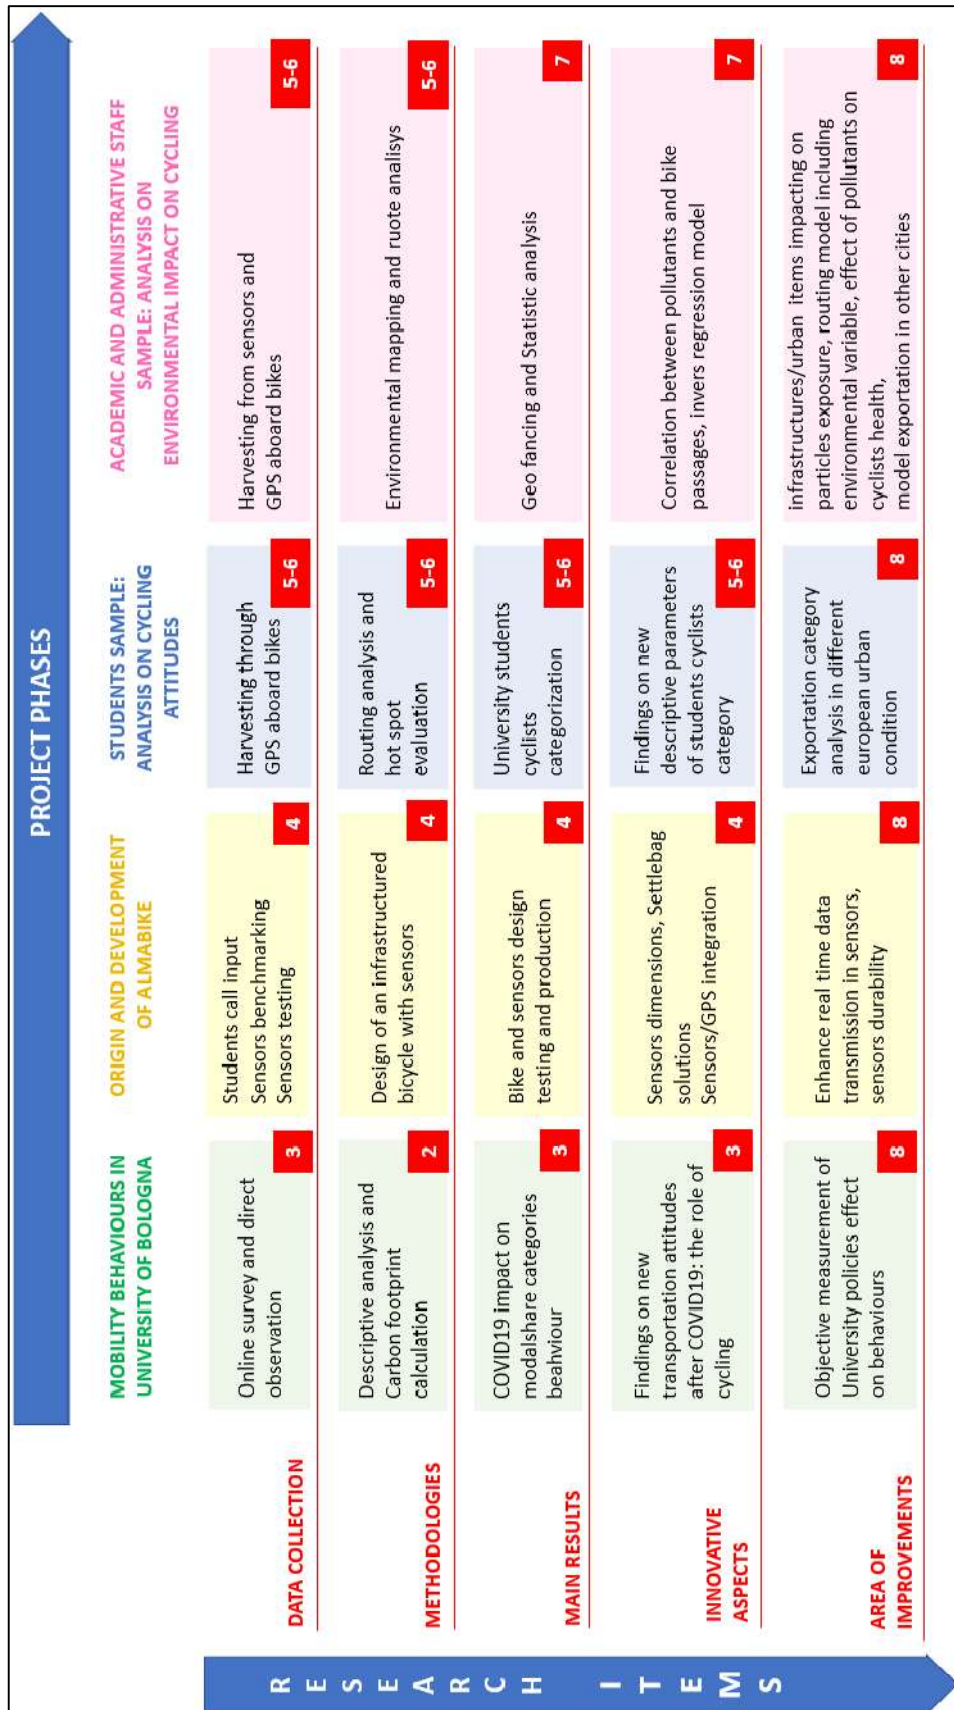 PROJECT PHASES
MOBILITY BEHAVIOURS IN
UNIVERSITY OF BOLOGNA
ORIGIN AND DEVELOPMENT
OF ALMABIKE
STUDENTS SAMPLE:
ANALYSIS ON CYCLING
ATTITUDES
ACADEMIC AND ADMINISTRATIVE STAFF
SAMPLE: ANALYSIS ON
ENVIRONMENTAL IMPACT ON CYCLING
RESEARCH ITEMS
DATA COLLECTION
Online survey and direct
observation
3
Students call input
Sensors benchmarking
Sensors testing
4
Harvesting through
GPS aboard bikes
5-6
Harvesting from sensors and
GPS aboard bikes
5-6
METHODOLOGIES
Descriptive analysis and
Carbon footprint
calculation
2
Design of an infrastructured
bicycle with sensors
4
Routing analysis and
hot spot
evaluation
5-6
Environmental mapping and ruote analisys
5-6
MAIN RESULTS
COVID19 impact on
modalshare categories
beahviour
3
Bike and sensors design
testing and production
4
University students
cyclists
categorization
5-6
Geo fancing and Statistic analysis
7
INNOVATIVE
ASPECTS
Findings on new
transportation attitudes
after COVID19: the role of
cycling
3
Sensors dimensions, Settlebag
solutions
Sensors/GPS integration
4
Findings on new
descriptive parameters
of students cyclists
category
5-6
Correlation between pollutants and bike
passages, invers regression model
7
AREA OF
IMPROVEMENTS
Objective measurement of
University policies effect
on behaviours
8
Enhance real time data
transmission in sensors,
sensors durability
8
Exportation category
analysis in different
european urban
condition
8
infrastructures/urban items impacting on
particles exposure, routing model including
environmental variable, effect of pollutants on
cyclists health,
model exportation in other cities
8